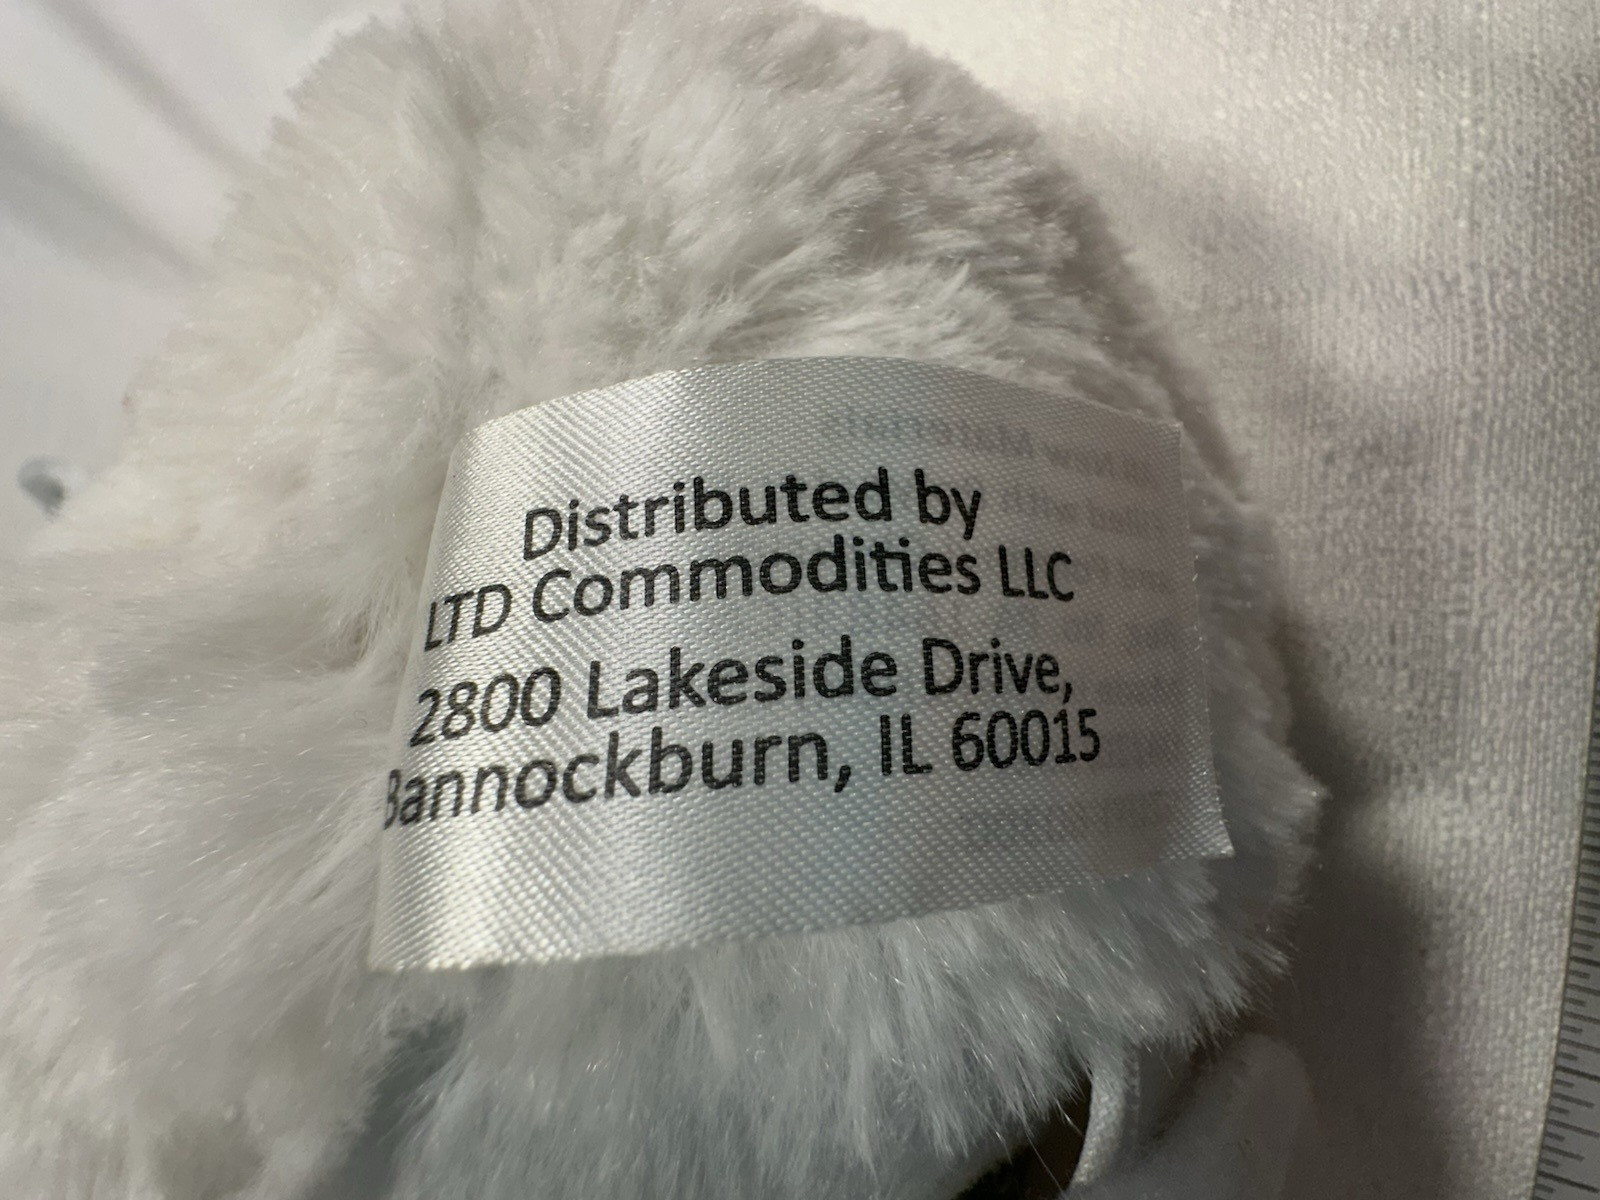 Distributed by
LTD Commodities LLC
2800 Lakeside Drive,
Bannockburn, IL 60015